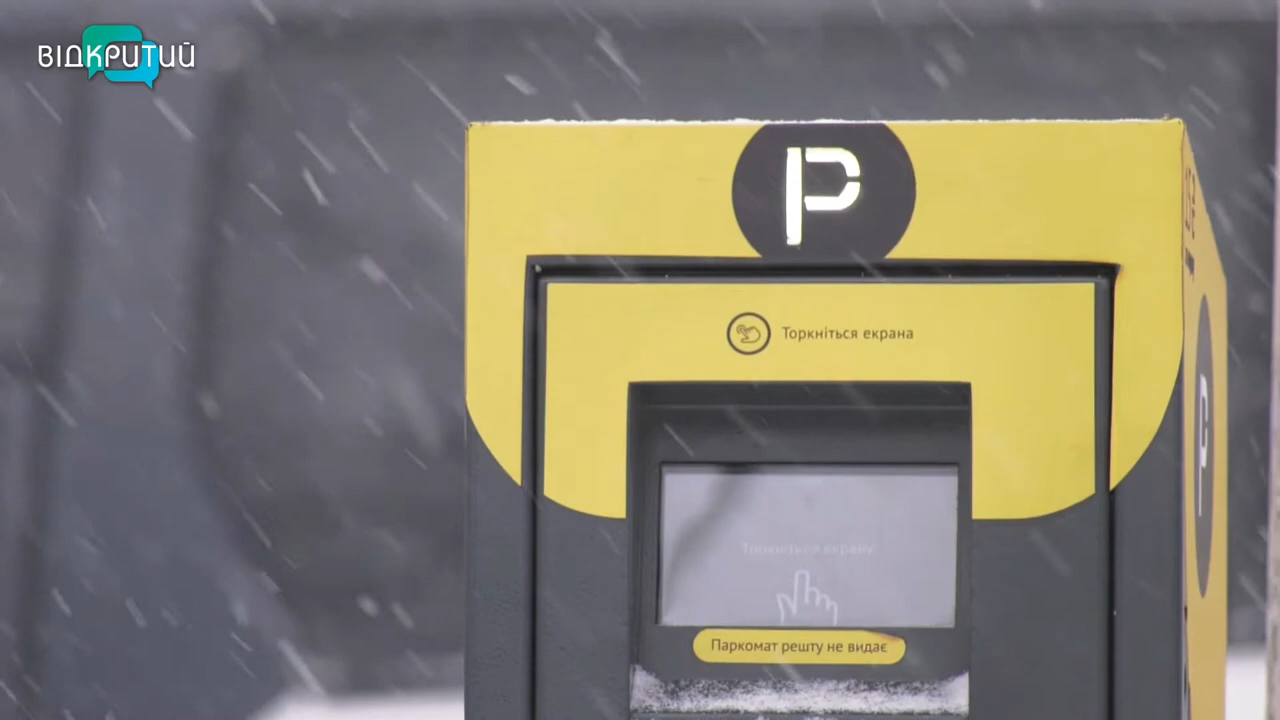 ВІДКРИТИЙ
P
Торкніться екрана
Торкніться екрану
Паркомат решту не видає
P